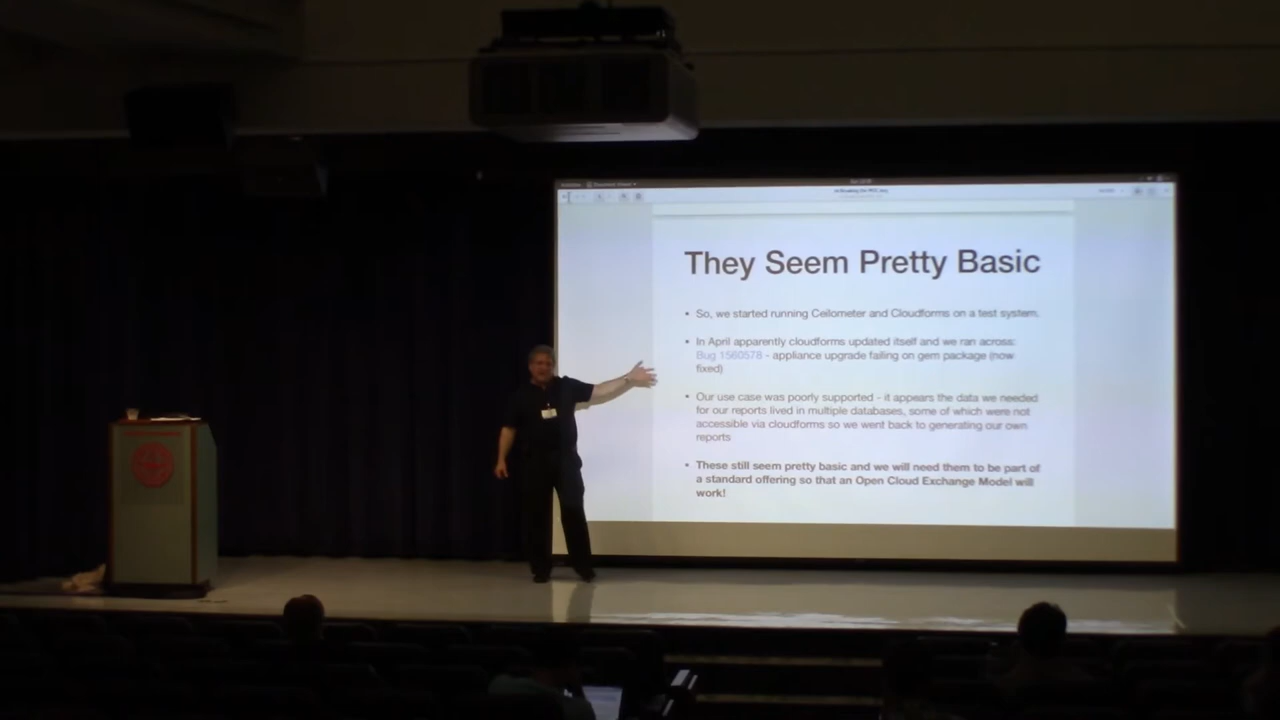 They Seem Pretty Basic
• So, we started running Ceilometer and Cloudforms on a test system.
• In April apparently cloudforms updated itself and we ran across:
Bug 1560578 - appliance upgrade failing on gem package (now
fixed)
• Our use case was poorly supported - it appears the data we needed
for our reports lived in multiple databases, some of which were not
accessible via cloudforms so we went back to generating our own
reports
• These still seem pretty basic and we will need them to be part of
a standard offering so that an Open Cloud Exchange Model will
work!